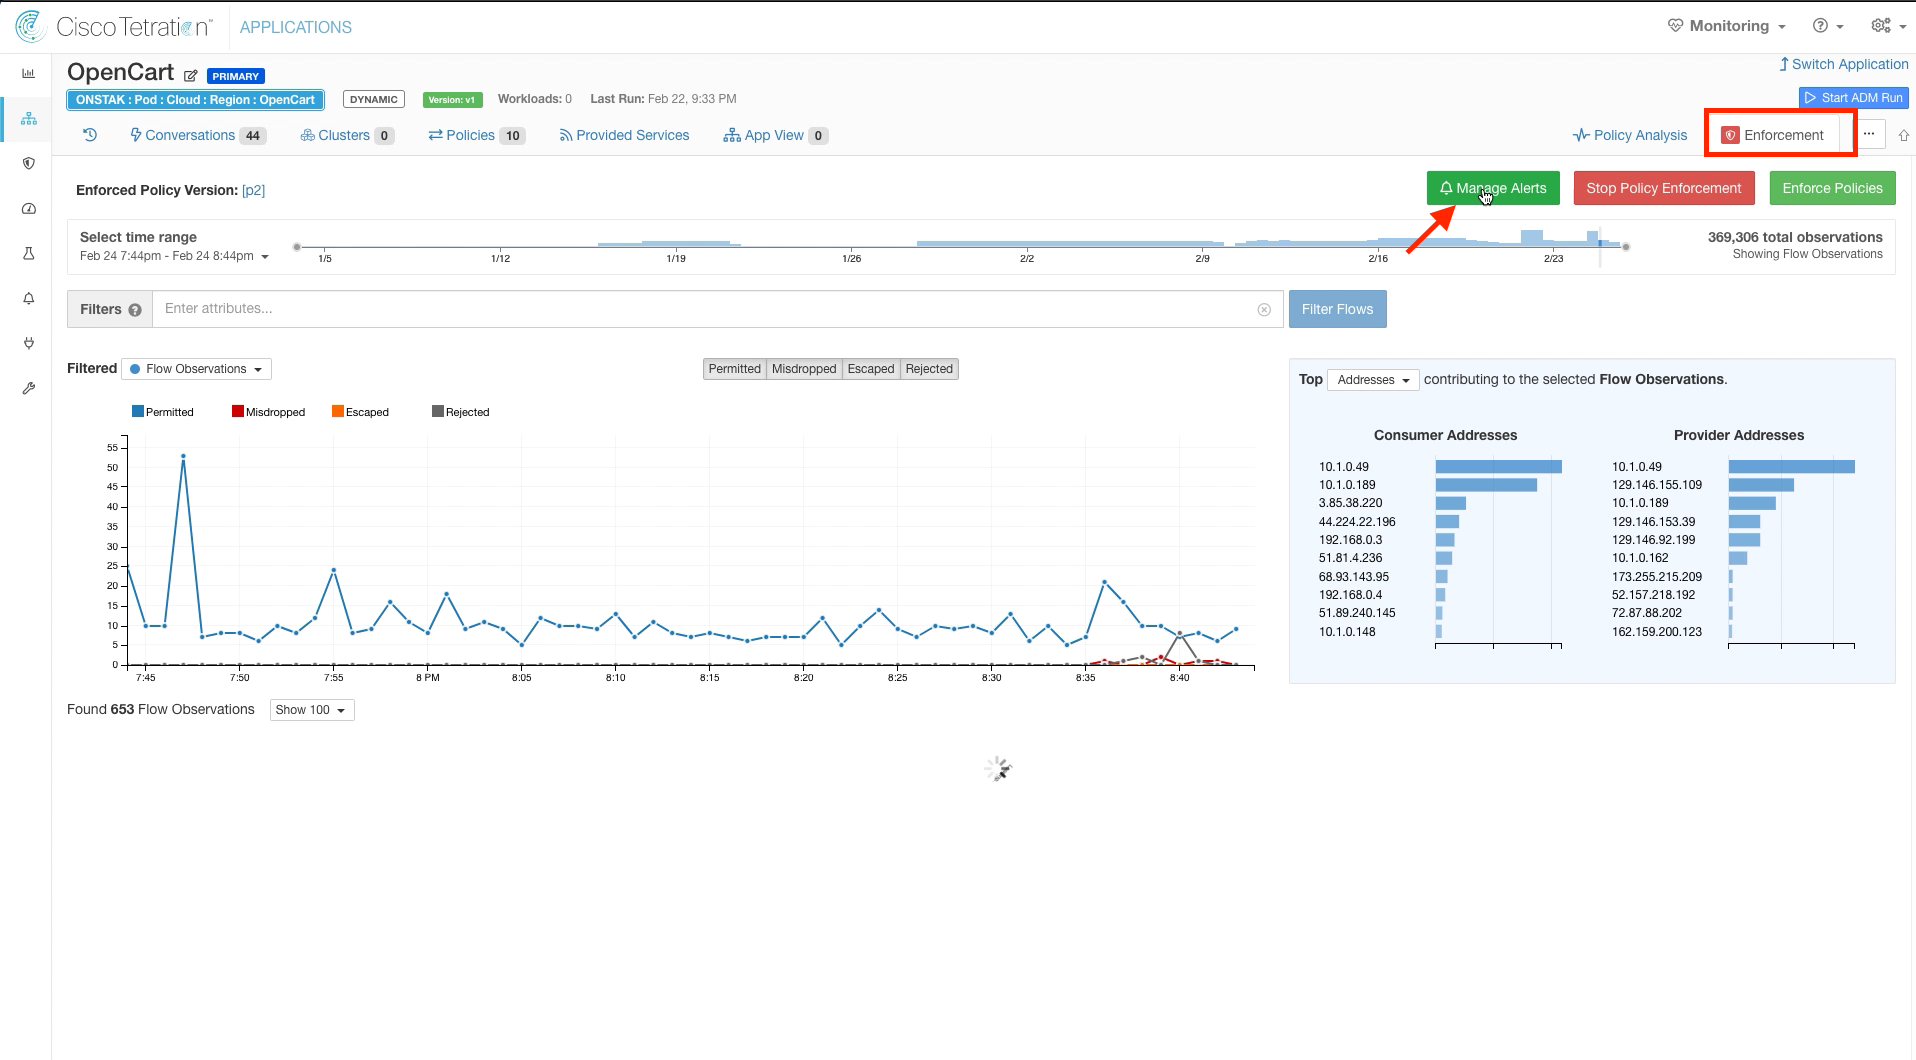 Cisco Tetration™ APPLICATIONS Monitoring
OpenCart PRIMARY
Switch Application
ONSTAK : Pod : Cloud : Region : OpenCart DYNAMIC Version: v1 Workloads: 0 Last Run: Feb 22, 9:33 PM
Start ADM Run
Conversations 44 Clusters 0 Policies 10 Provided Services App View 0 Policy Analysis Enforcement ...
Enforced Policy Version: [p2] Manage Alerts Stop Policy Enforcement Enforce Policies
Select time range
Feb 24 7:44pm - Feb 24 8:44pm
1/5 1/12 1/19 1/26 2/2 2/9 2/16 2/23
369,306 total observations
Showing Flow Observations
Filters ? Enter attributes... Filter Flows
Filtered Flow Observations Permitted Misdropped Escaped Rejected
Permitted Misdropped Escaped Rejected
55
50
45
40
35
30
25
20
15
10
5
0
7:45 7:50 7:55 8 PM 8:05 8:10 8:15 8:20 8:25 8:30 8:35 8:40
Top Addresses contributing to the selected Flow Observations.
Consumer Addresses
10.1.0.49
10.1.0.189
3.85.38.220
44.224.22.196
192.168.0.3
51.81.4.236
68.93.143.95
192.168.0.4
51.89.240.145
10.1.0.148
Provider Addresses
10.1.0.49
129.146.155.109
10.1.0.189
129.146.153.39
129.146.92.199
10.1.0.162
173.255.215.209
52.157.218.192
72.87.88.202
162.159.200.123
Found 653 Flow Observations Show 100